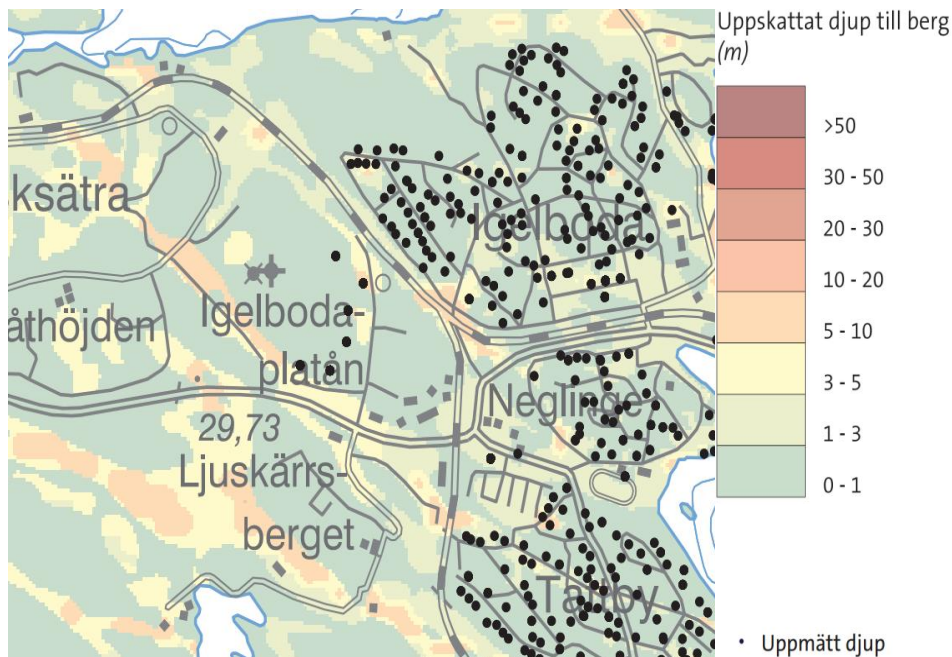 Uppskattat djup till berg
(m)
>50
30 - 50
20 - 30
10 - 20
5 - 10
3 - 5
1 - 3
0 - 1
Uppmätt djup
ksätra
Igelboda
Igelboda-
platån
åthöjden
Neglinge
29,73
Ljuskärrs-
berget
Tattby